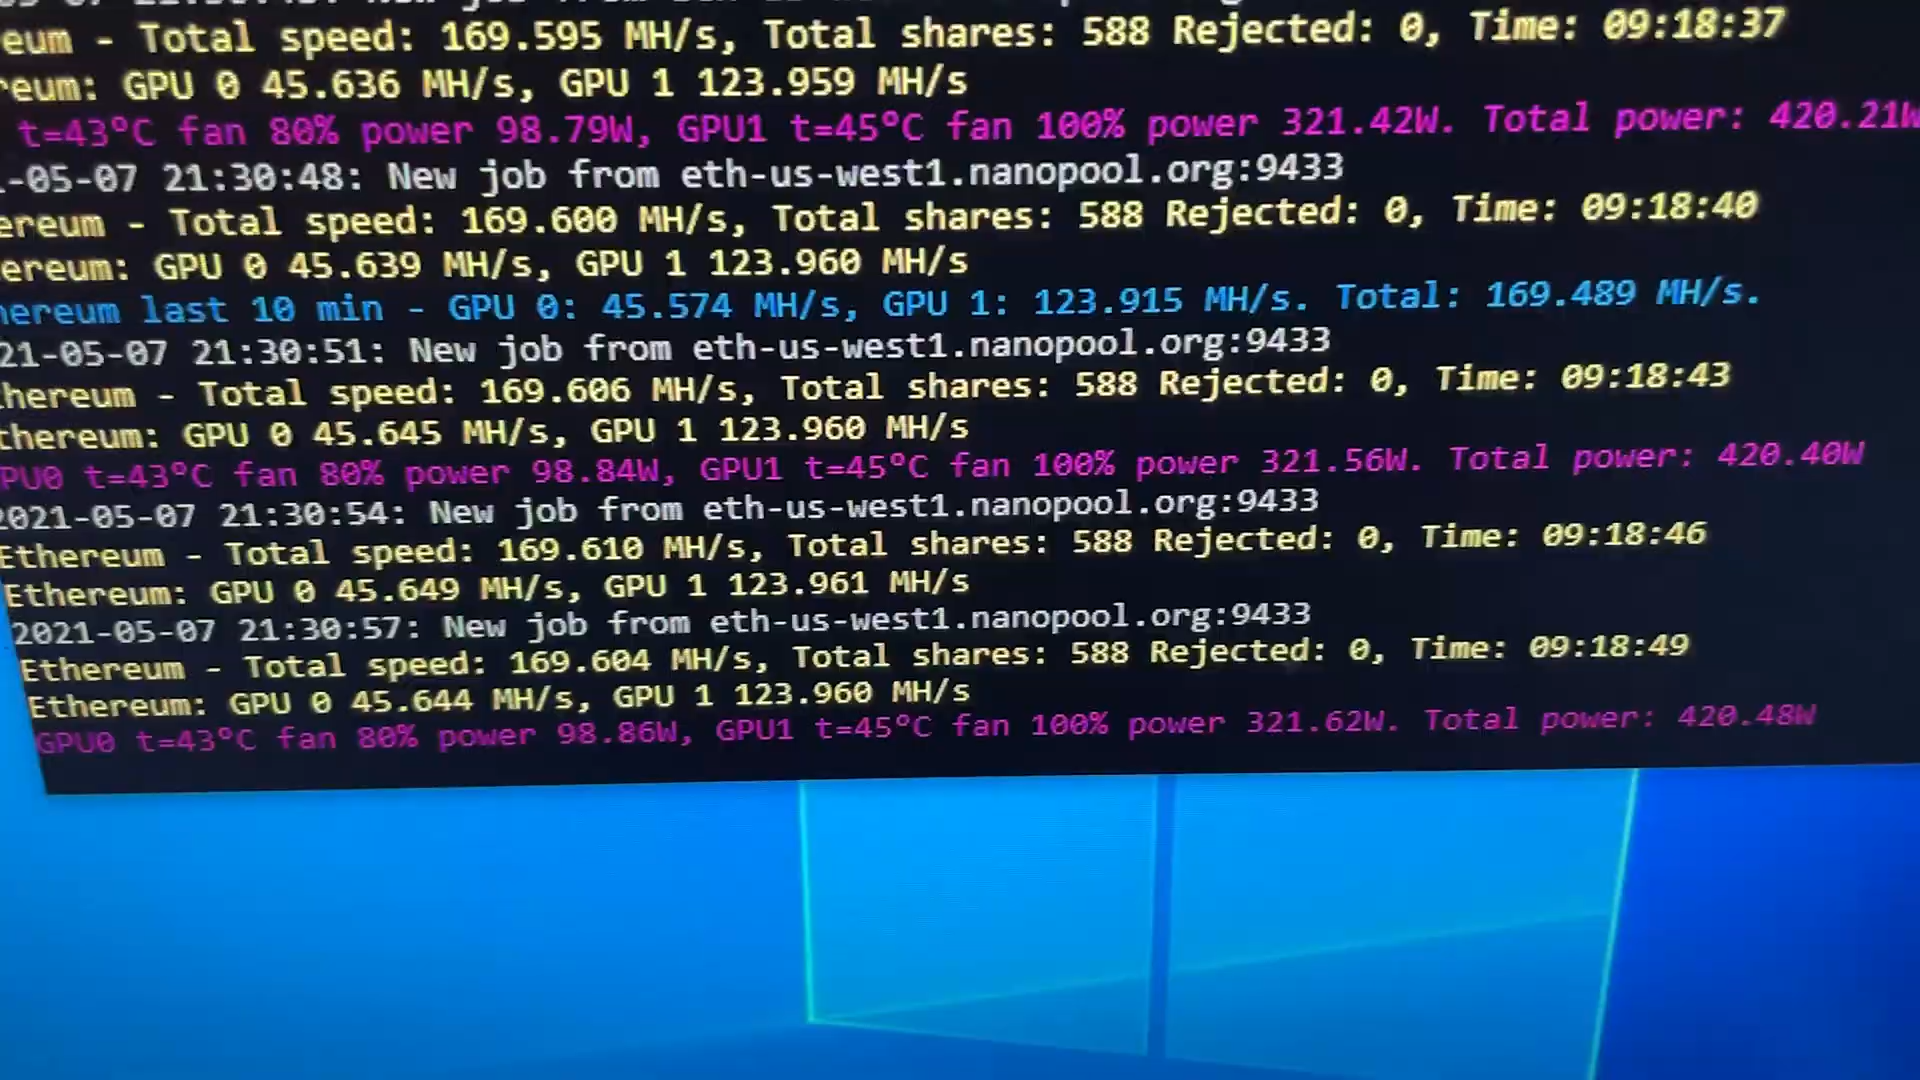 eum - Total speed: 169.595 MH/s, Total shares: 588 Rejected: 0, Time: 09:18:37
reum: GPU 0 45.636 MH/s, GPU 1 123.959 MH/s
t=43°C fan 80% power 98.79W, GPU1 t=45°C fan 100% power 321.42W. Total power: 420.21W
-05-07 21:30:48: New job from eth-us-west1.nanopool.org:9433
ereum - Total speed: 169.600 MH/s, Total shares: 588 Rejected: 0, Time: 09:18:40
ereum: GPU 0 45.639 MH/s, GPU 1 123.960 MH/s
hereum last 10 min - GPU 0: 45.574 MH/s, GPU 1: 123.915 MH/s. Total: 169.489 MH/s.
21-05-07 21:30:51: New job from eth-us-west1.nanopool.org:9433
thereum - Total speed: 169.606 MH/s, Total shares: 588 Rejected: 0, Time: 09:18:43
thereum: GPU 0 45.645 MH/s, GPU 1 123.960 MH/s
PU0 t=43°C fan 80% power 98.84W, GPU1 t=45°C fan 100% power 321.56W. Total power: 420.40W
2021-05-07 21:30:54: New job from eth-us-west1.nanopool.org:9433
Ethereum - Total speed: 169.610 MH/s, Total shares: 588 Rejected: 0, Time: 09:18:46
Ethereum: GPU 0 45.649 MH/s, GPU 1 123.961 MH/s
2021-05-07 21:30:57: New job from eth-us-west1.nanopool.org:9433
Ethereum - Total speed: 169.604 MH/s, Total shares: 588 Rejected: 0, Time: 09:18:49
Ethereum: GPU 0 45.644 MH/s, GPU 1 123.960 MH/s
GPU0 t=43°C fan 80% power 98.86W, GPU1 t=45°C fan 100% power 321.62W. Total power: 420.48W